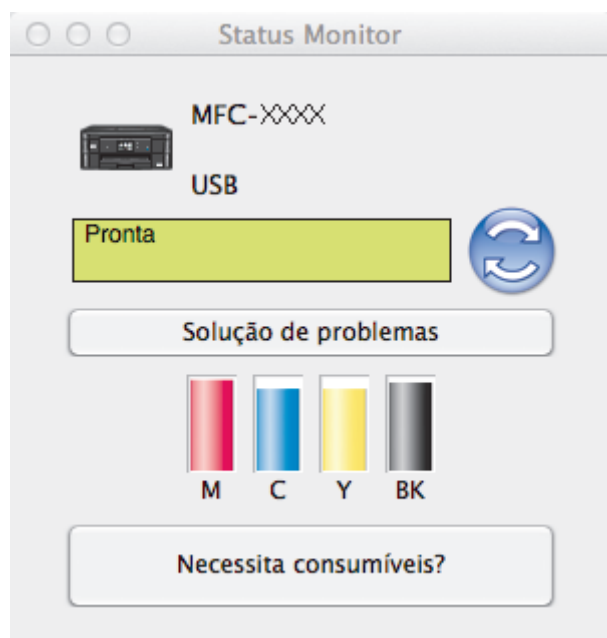 Status Monitor
MFC-XXXX
USB
Pronta
Solução de problemas
M C Y BK
Necessita consumíveis?